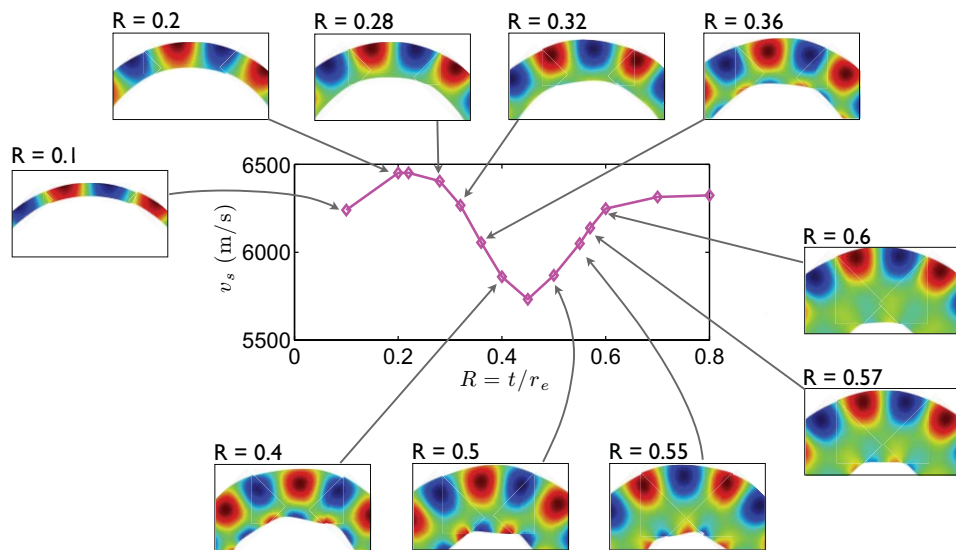 R = 0.2
R = 0.28
R = 0.32
R = 0.36
R = 0.1
6500
6000
5500
v_s (m/s)
0
0.2
0.4
0.6
0.8
R = t/r_e
R = 0.6
R = 0.57
R = 0.4
R = 0.5
R = 0.55